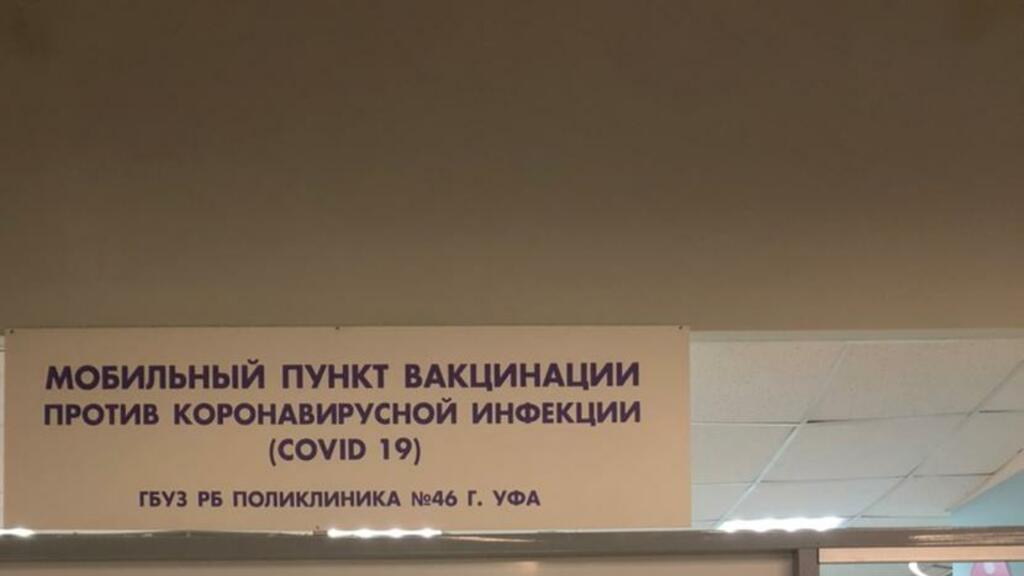 МОБИЛЬНЫЙ ПУНКТ ВАКЦИНАЦИИ
ПРОТИВ КОРОНАВИРУСНОЙ ИНФЕКЦИИ
(COVID 19)
ГБУЗ РБ ПОЛИКЛИНИКА №46 Г. УФА